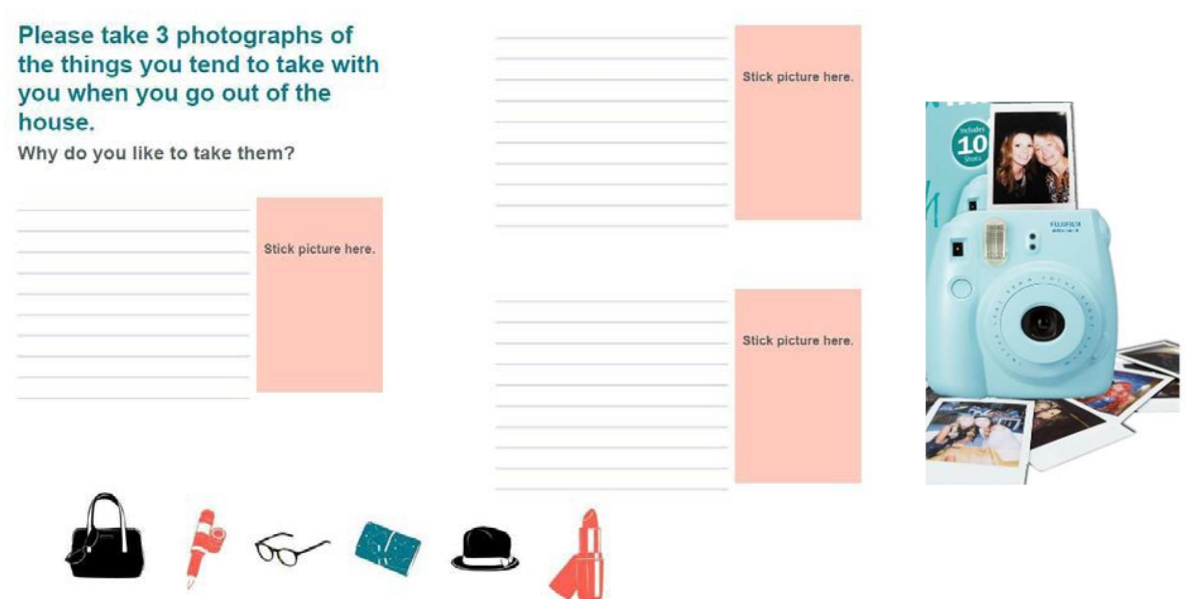 Please take 3 photographs of
the things you tend to take with
you when you go out of the
house.
Why do you like to take them?
Stick picture here.
Stick picture here.
Stick picture here.
Includes
10
Shots
FUJIFILM